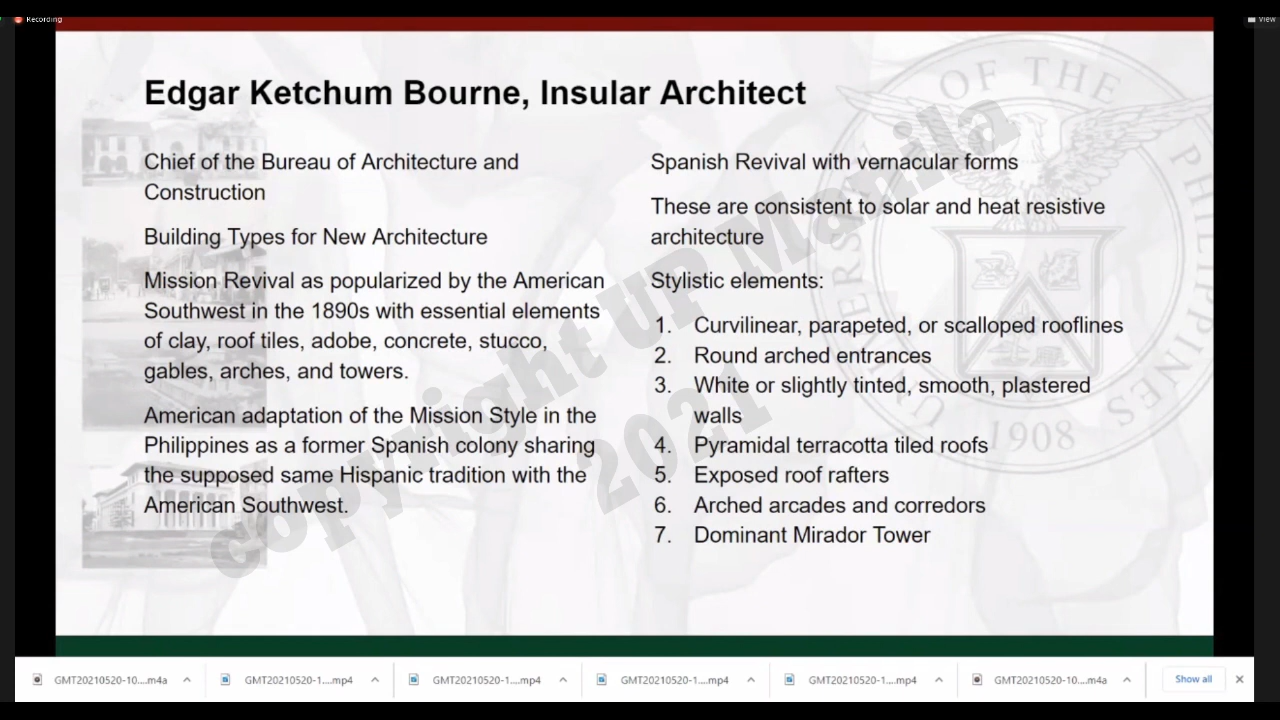 Recording
View
Edgar Ketchum Bourne, Insular Architect
Chief of the Bureau of Architecture and
Construction
Building Types for New Architecture
Mission Revival as popularized by the American
Southwest in the 1890s with essential elements
of clay, roof tiles, adobe, concrete, stucco,
gables, arches, and towers.
American adaptation of the Mission Style in the
Philippines as a former Spanish colony sharing
the supposed same Hispanic tradition with the
American Southwest.
Spanish Revival with vernacular forms
These are consistent to solar and heat resistive
architecture
Stylistic elements:
1. Curvilinear, parapeted, or scalloped rooflines
2. Round arched entrances
3. White or slightly tinted, smooth, plastered
walls
4. Pyramidal terracotta tiled roofs
5. Exposed roof rafters
6. Arched arcades and corredors
7. Dominant Mirador Tower
copyright UP Manila
2021
OF THE PHILIPPINES
1908
GMT20210520-10....m4a
GMT20210520-1....mp4
GMT20210520-1....mp4
GMT20210520-1....mp4
GMT20210520-1....mp4
GMT20210520-10....m4a
Show all